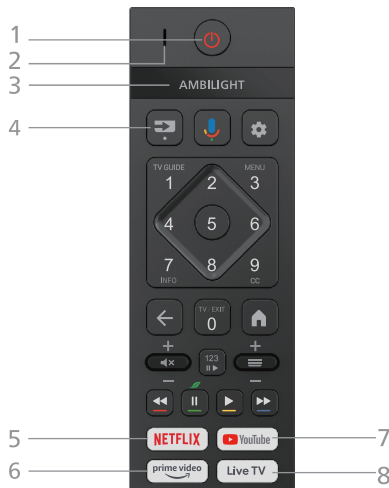 1
2
3 AMBILIGHT
4
TV GUIDE MENU
1 2 3
4 5 6
7 8 9
INFO CC
TV / EXIT
0
+ +
123
- -
5 NETFLIX YouTube 7
6 prime video Live TV 8